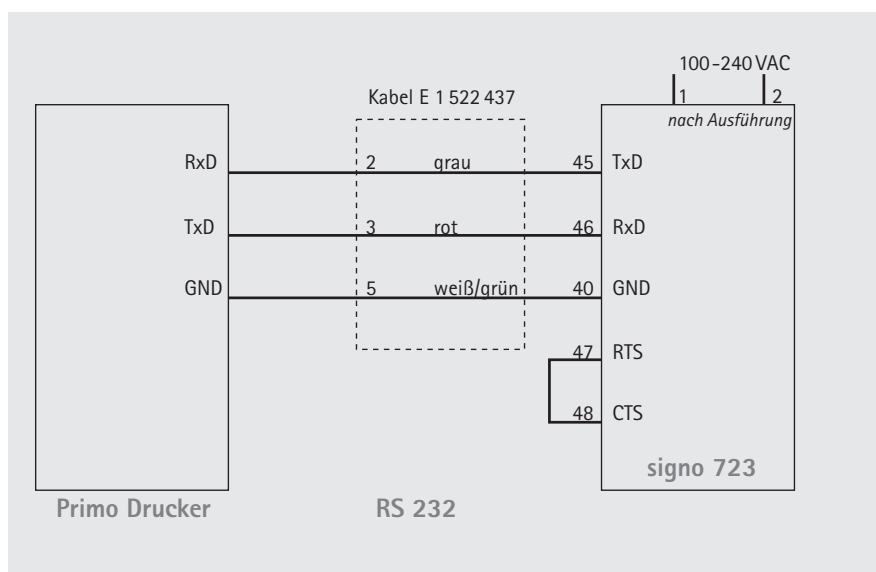 100-240 VAC
1 2
nach Ausführung
Kabel E 1 522 437
RxD 2 grau 45 TxD
TxD 3 rot 46 RxD
GND 5 weiß/grün 40 GND
47 RTS
48 CTS
signo 723
Primo Drucker RS 232